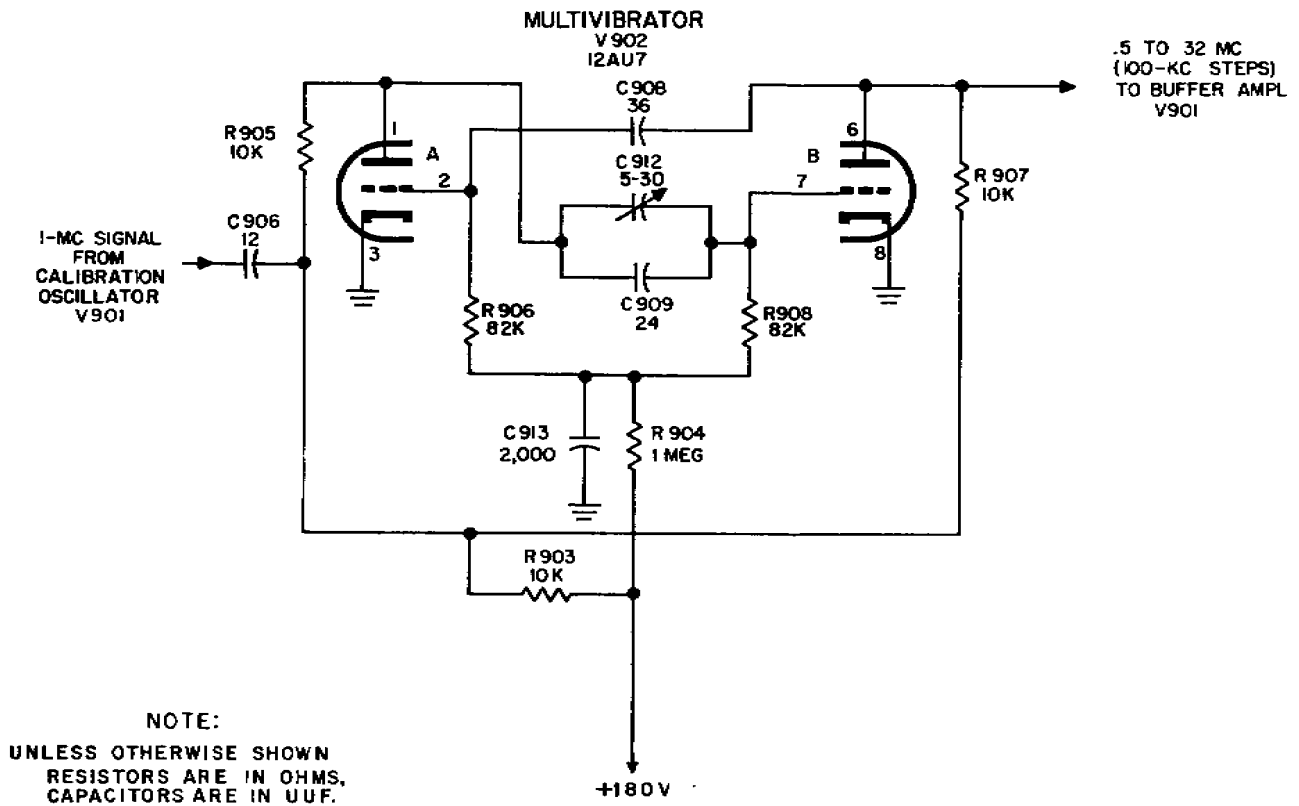 MULTIVIBRATOR
V902
12AU7
.5 TO 32 MC
(100-KC STEPS)
TO BUFFER AMPL
V901
C908
36
R905
10K
1
A
2
3
C912
5-30
6
B
7
8
R907
10K
C906
12
1-MC SIGNAL
FROM
CALIBRATION
OSCILLATOR
V901
R906
82K
C909
24
R908
82K
C913
2,000
R904
1 MEG
R903
10K
NOTE:
UNLESS OTHERWISE SHOWN
RESISTORS ARE IN OHMS,
CAPACITORS ARE IN UUF.
+180V